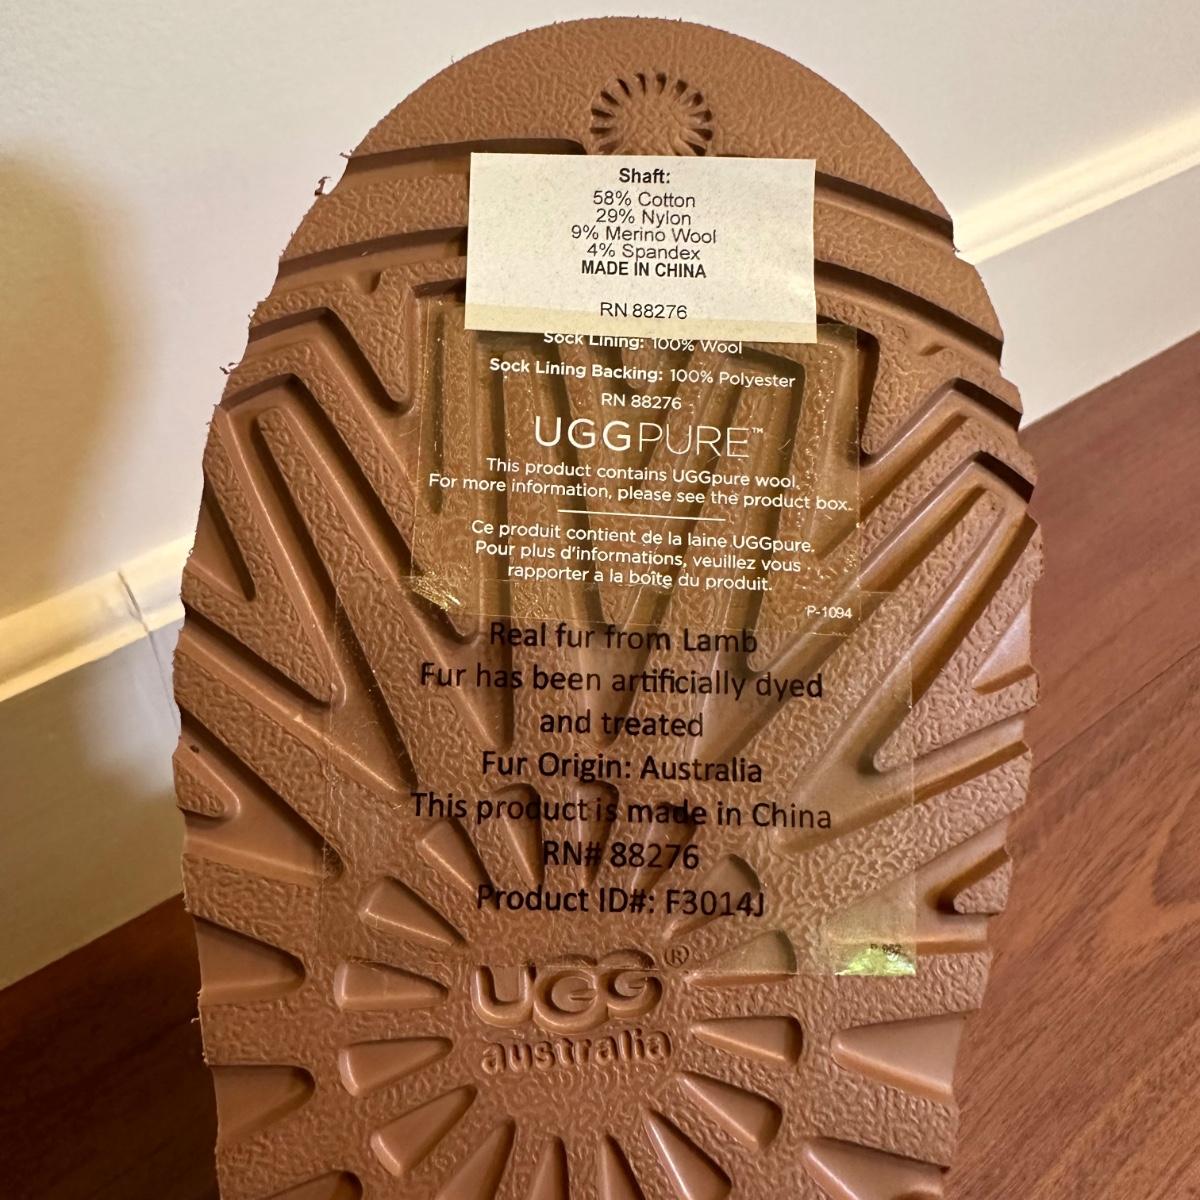 Shaft:
58% Cotton
29% Nylon
9% Merino Wool
4% Spandex
MADE IN CHINA
RN 88276
Sock Lining: 100% Wool
Sock Lining Backing: 100% Polyester
RN 88276
UGGPURE™
This product contains UGGpure wool.
For more information, please see the product box.
Ce produit contient de la laine UGGpure.
Pour plus d'informations, veuillez vous
rapporter a la boîte du produit.
P-1094
Real fur from Lamb
Fur has been artificially dyed
and treated
Fur Origin: Australia
This product is made in China
RN# 88276
Product ID#: F3014J
P-962
UGG®
australia